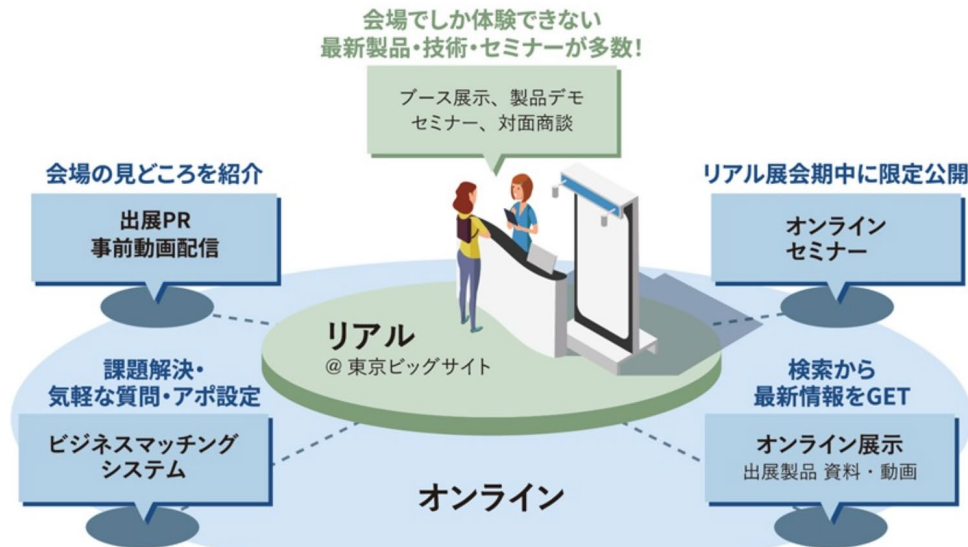 会場でしか体験できない
最新製品・技術・セミナーが多数!
ブース展示、製品デモ
セミナー、対面商談
会場の見どころを紹介
出展PR
事前動画配信
リアル展会期中に限定公開
オンライン
セミナー
リアル
@ 東京ビッグサイト
課題解決・
気軽な質問・アポ設定
ビジネスマッチング
システム
検索から
最新情報をGET
オンライン展示
出展製品 資料・動画
オンライン